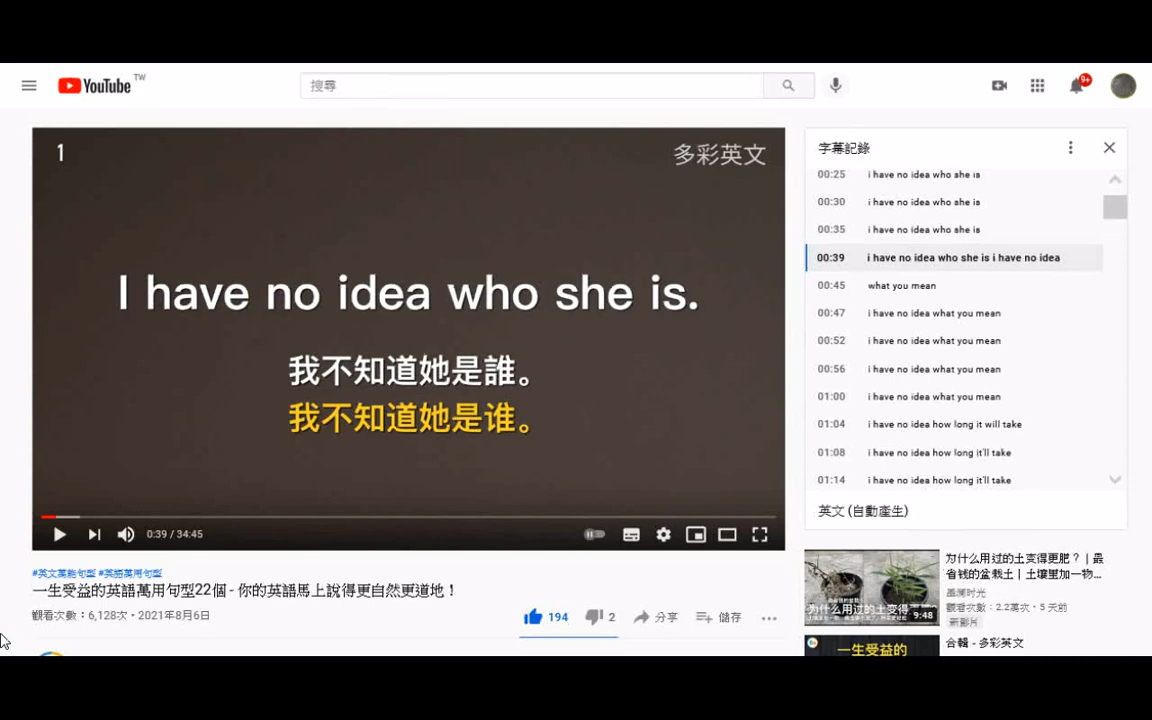 YouTube TW
搜尋
9+
1
多彩英文
I have no idea who she is.
我不知道她是誰。
我不知道她是谁。
0:39 / 34:45
#英文萬能句型 #英語萬用句型
一生受益的英語萬用句型22個 - 你的英語馬上說得更自然更道地！
觀看次數：6,128次 · 2021年8月6日
194
2
分享
儲存
字幕記錄
00:25 i have no idea who she is
00:30 i have no idea who she is
00:35 i have no idea who she is
00:39 i have no idea who she is i have no idea
00:45 what you mean
00:47 i have no idea what you mean
00:52 i have no idea what you mean
00:56 i have no idea what you mean
01:00 i have no idea what you mean
01:04 i have no idea how long it will take
01:08 i have no idea how long it'll take
01:14 i have no idea how long it'll take
英文 (自動產生)
为什么用过的土变得
9:48
为什么用过的土变得更肥？ | 最
省钱的盆栽土 | 土壤里加一物...
觀看次數：2.2萬次 · 5 天前
新影片
一生受益的
合輯 - 多彩英文